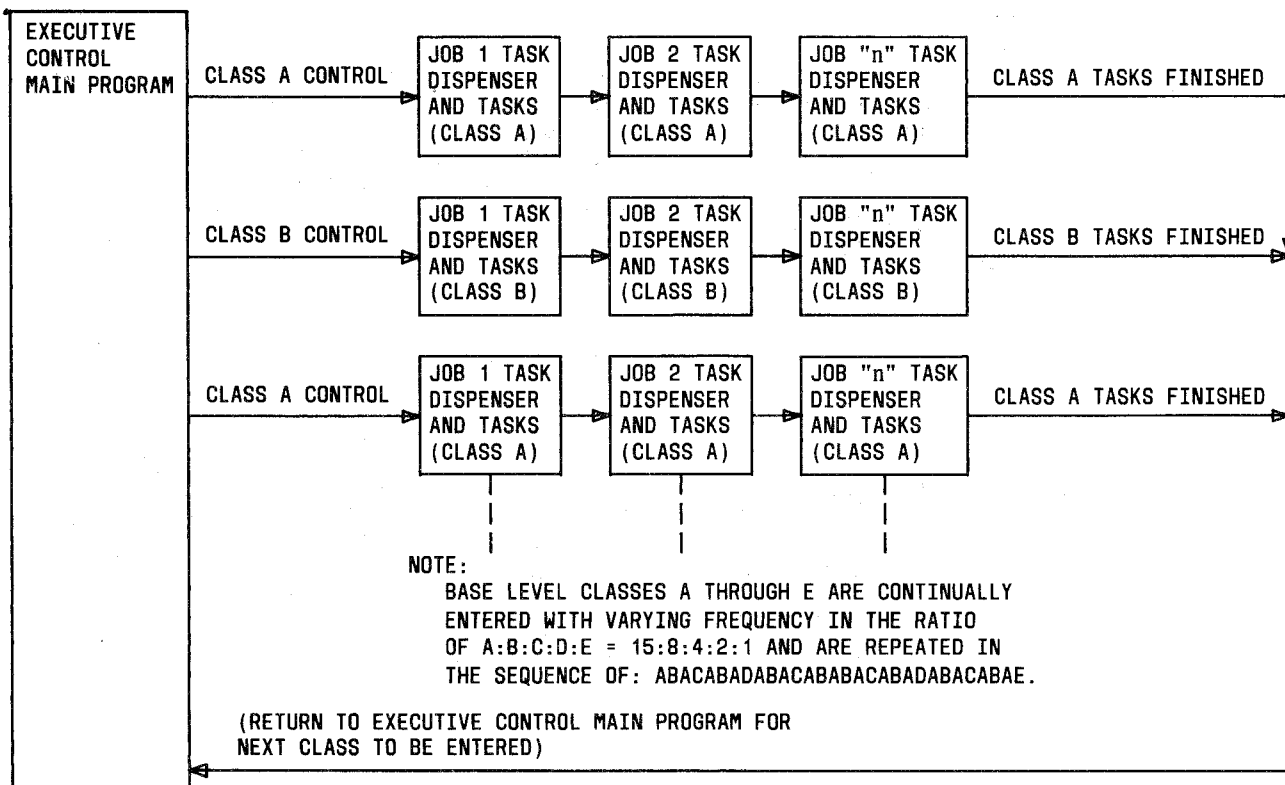 EXECUTIVE
CONTROL
MAIN PROGRAM
CLASS A CONTROL
JOB 1 TASK
DISPENSER
AND TASKS
(CLASS A)
JOB 2 TASK
DISPENSER
AND TASKS
(CLASS A)
JOB "n" TASK
DISPENSER
AND TASKS
(CLASS A)
CLASS A TASKS FINISHED
CLASS B CONTROL
JOB 1 TASK
DISPENSER
AND TASKS
(CLASS B)
JOB 2 TASK
DISPENSER
AND TASKS
(CLASS B)
JOB "n" TASK
DISPENSER
AND TASKS
(CLASS B)
CLASS B TASKS FINISHED
CLASS A CONTROL
JOB 1 TASK
DISPENSER
AND TASKS
(CLASS A)
JOB 2 TASK
DISPENSER
AND TASKS
(CLASS A)
JOB "n" TASK
DISPENSER
AND TASKS
(CLASS A)
CLASS A TASKS FINISHED
NOTE:
BASE LEVEL CLASSES A THROUGH E ARE CONTINUALLY
ENTERED WITH VARYING FREQUENCY IN THE RATIO
OF A:B:C:D:E = 15:8:4:2:1 AND ARE REPEATED IN
THE SEQUENCE OF: ABACABADABACABABACABADABACABAE.
(RETURN TO EXECUTIVE CONTROL MAIN PROGRAM FOR
NEXT CLASS TO BE ENTERED)